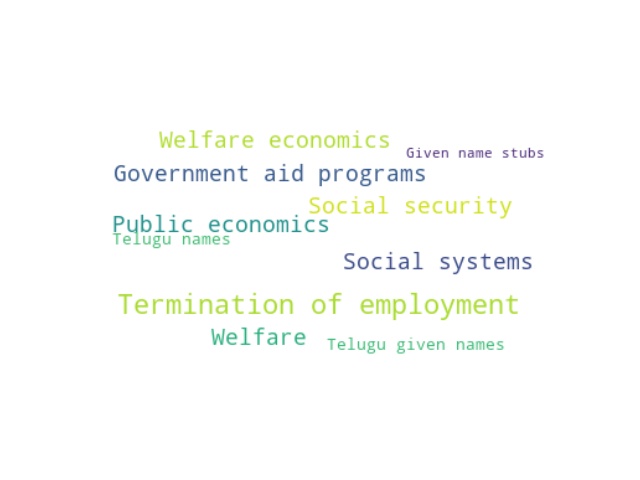 Welfare economics
Given name stubs
Government aid programs
Social security
Public economics
Telugu names
Social systems
Termination of employment
Welfare
Telugu given names